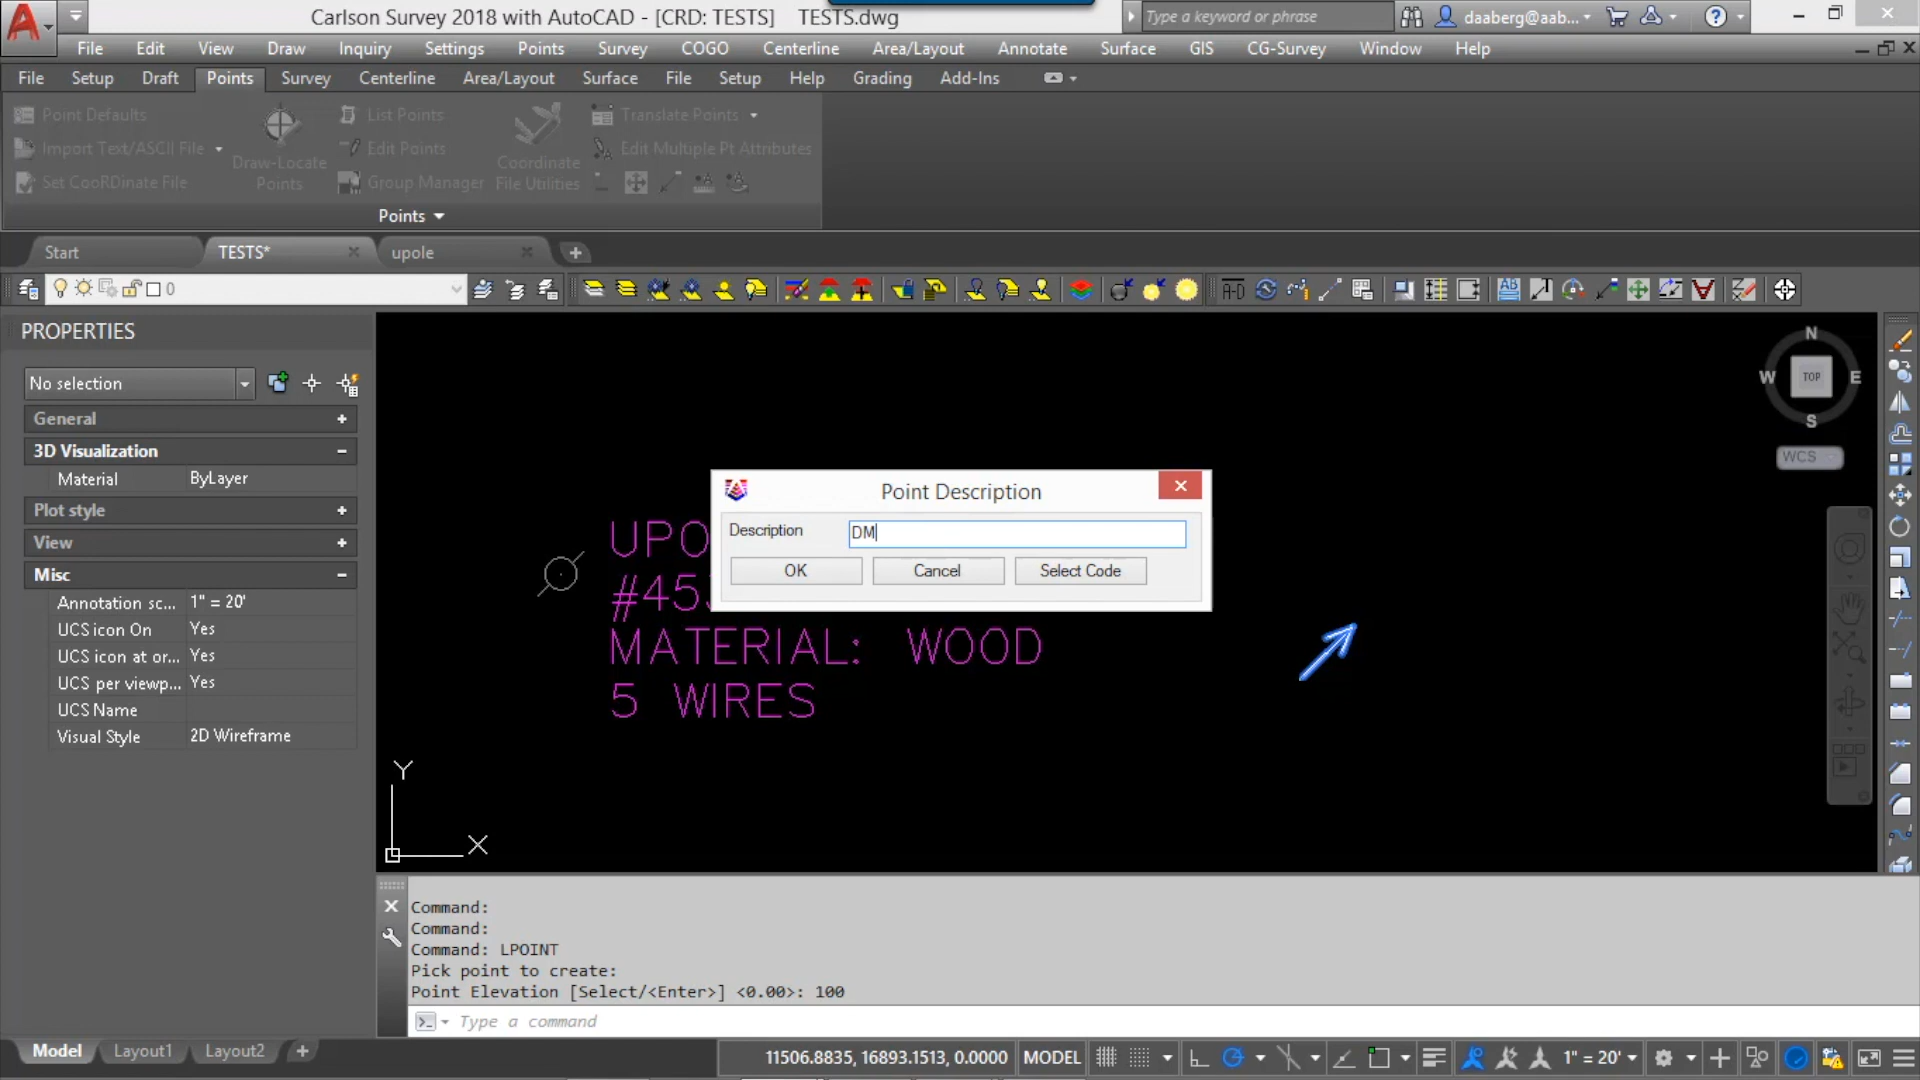 Carlson Survey 2018 with AutoCAD - [CRD: TESTS] TESTS.dwg
Type a keyword or phrase
daaberg@aab...
File Edit View Draw Inquiry Settings Points Survey COGO Centerline Area/Layout Annotate Surface GIS CG-Survey Window Help
File Setup Draft Points Survey Centerline Area/Layout Surface File Setup Help Grading Add-Ins
Point Defaults
Import Text/ASCII File
Set CooRDinate File
Draw-Locate
Points
List Points
Edit Points
Group Manager
Coordinate
File Utilities
Translate Points
Edit Multiple Pt Attributes
Points
Start
TESTS*
upole
0
PROPERTIES
No selection
General
3D Visualization
Material ByLayer
Plot style
View
Misc
Annotation sc... 1" = 20'
UCS icon On Yes
UCS icon at or... Yes
UCS per viewp... Yes
UCS Name
Visual Style 2D Wireframe
N
W TOP E
S
WCS
Point Description
Description DM
OK Cancel Select Code
UPO
#45
MATERIAL: WOOD
5 WIRES
Y
X
Command:
Command:
Command: LPOINT
Pick point to create:
Point Elevation [Select/<Enter>] <0.00>: 100
Type a command
Model Layout1 Layout2
11506.8835, 16893.1513, 0.0000 MODEL
1" = 20'